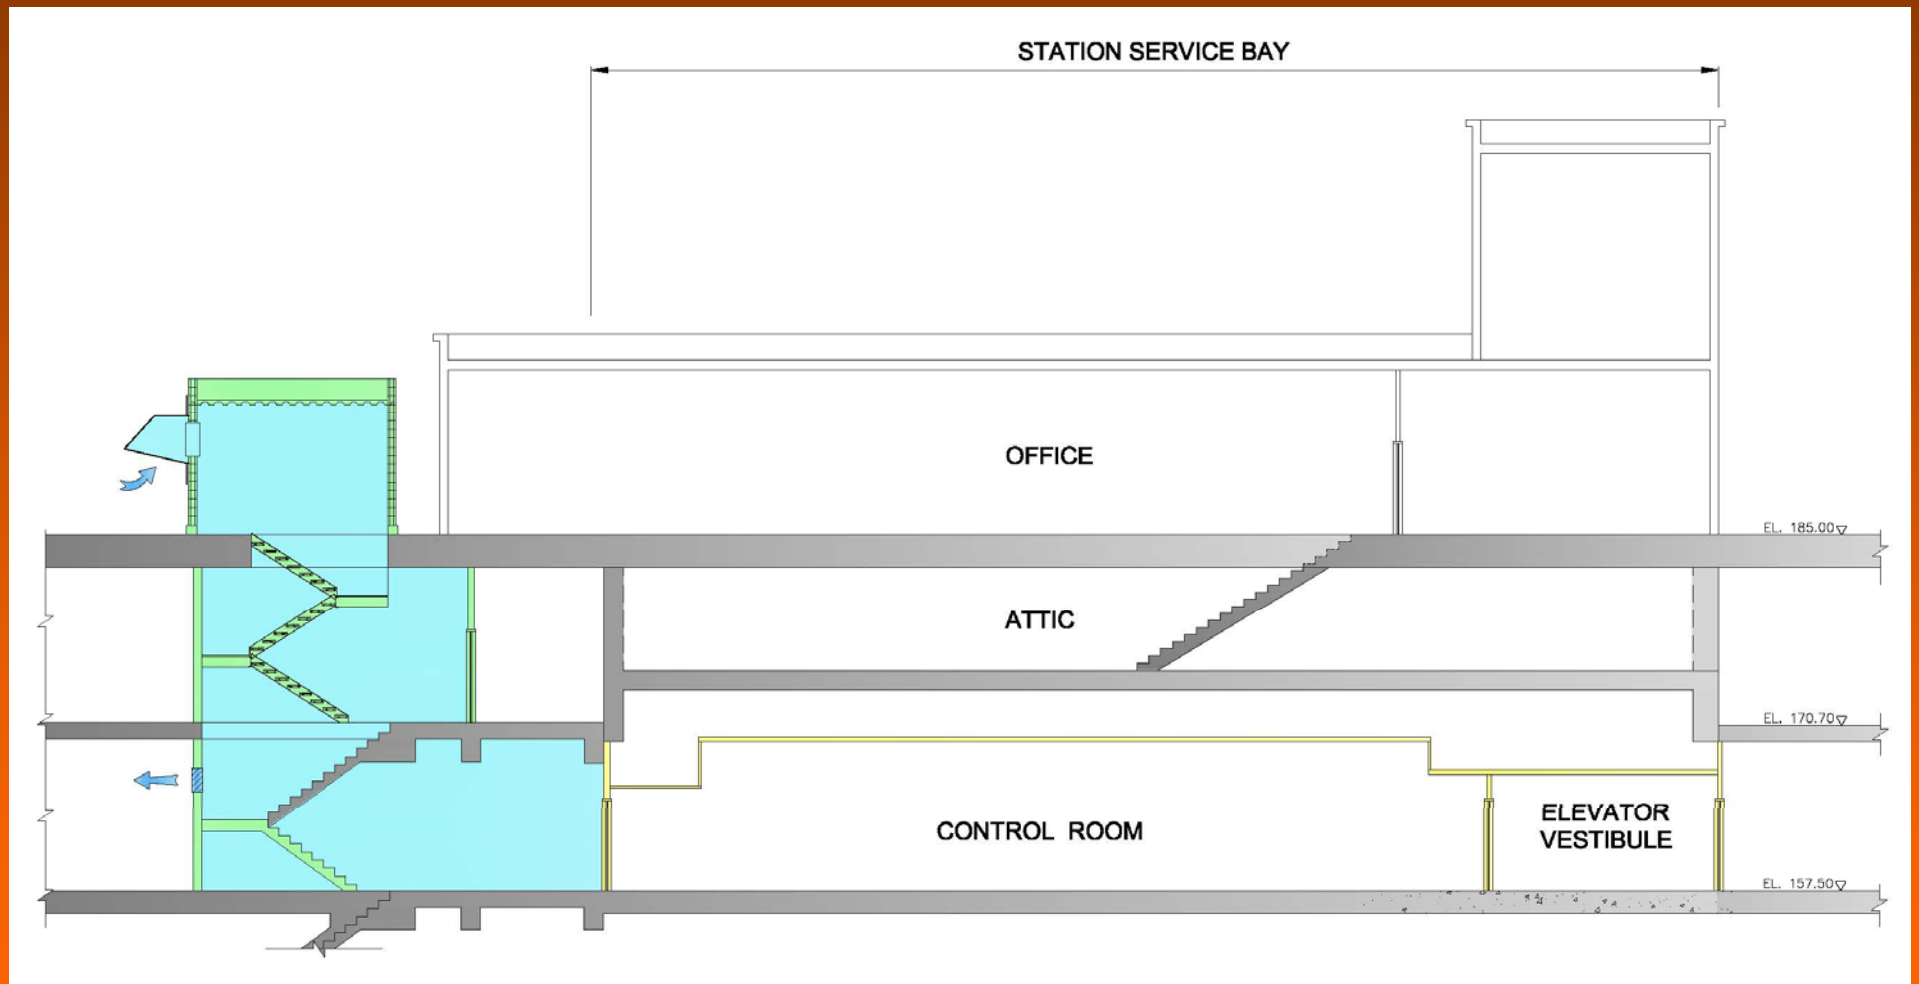 STATION SERVICE BAY
OFFICE
EL. 185.00
ATTIC
EL. 170.70
CONTROL ROOM
ELEVATOR
VESTIBULE
EL. 157.50